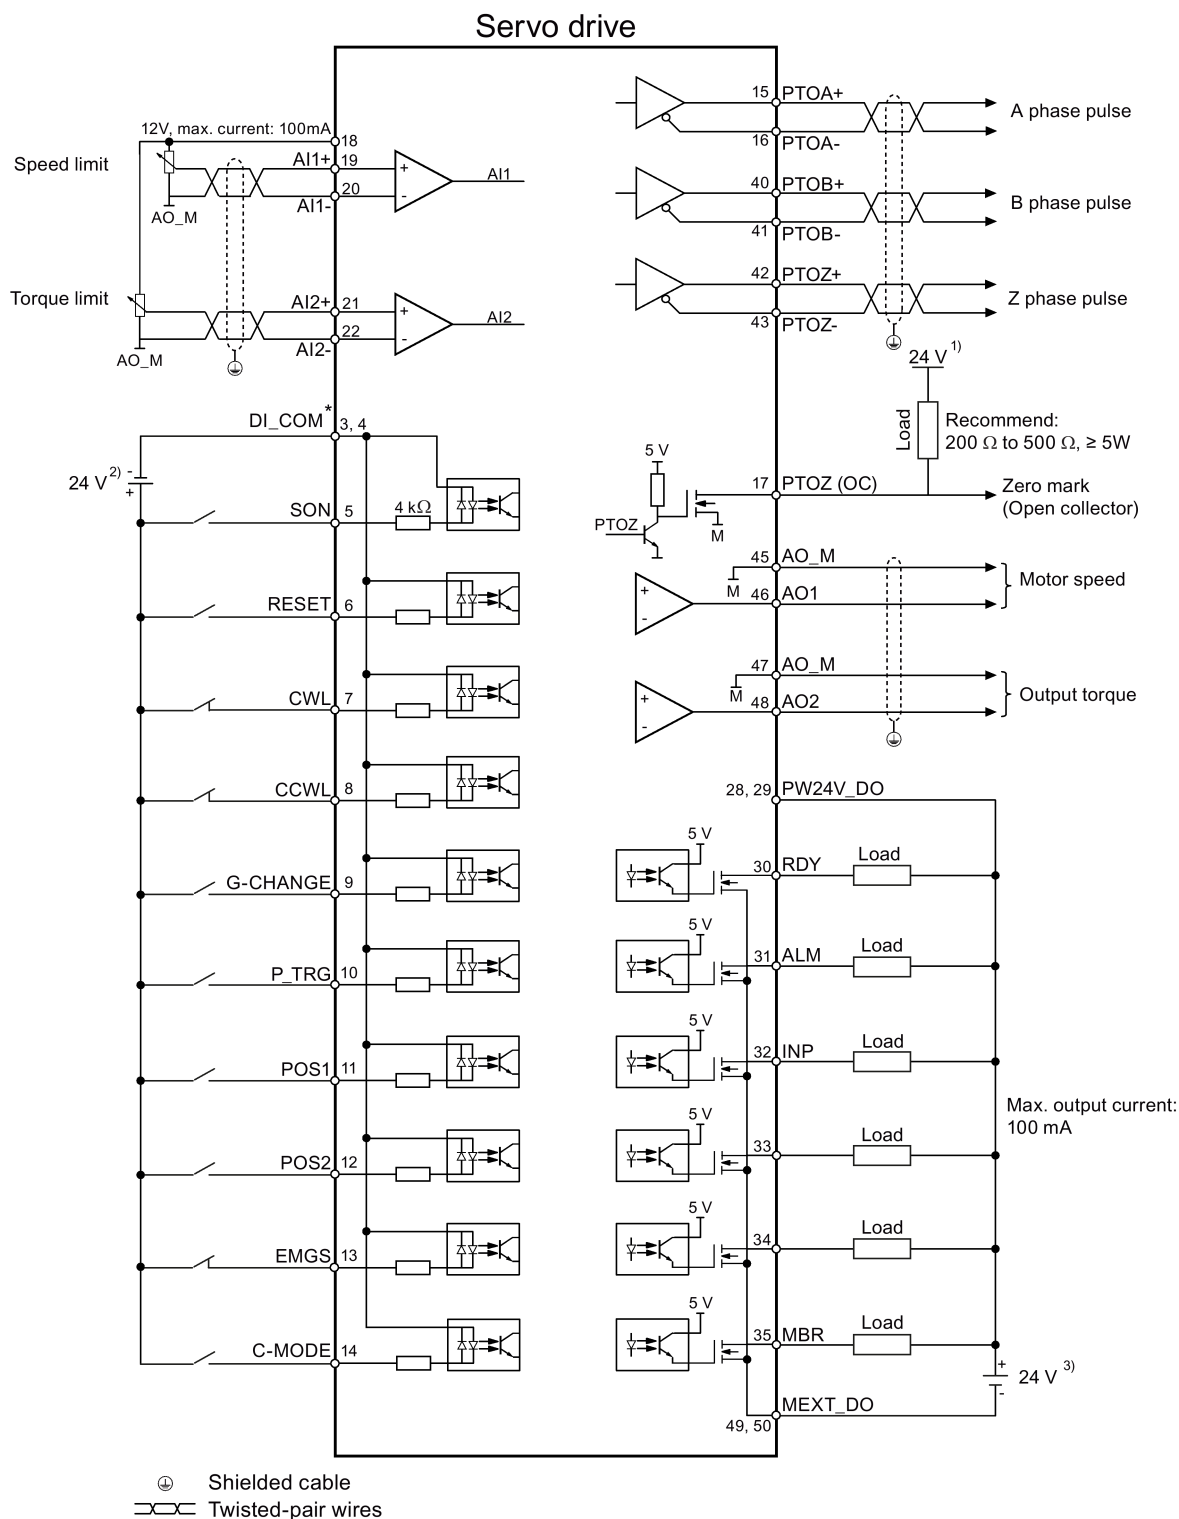 Servo drive
12V, max. current: 100mA
18
Speed limit
AI1+
19
20
AI1-
AI1
AO_M
Torque limit
AI2+
21
22
AI2-
AI2
AO_M
+
-
+
-
DI_COM*
3, 4
24 V 2)
-
+
SON
5
4 kΩ
RESET
6
CWL
7
CCWL
8
G-CHANGE
9
P_TRG
10
POS1
11
POS2
12
EMGS
13
C-MODE
14
15
PTOA+
16
PTOA-
A phase pulse
40
PTOB+
41
PTOB-
B phase pulse
42
PTOZ+
43
PTOZ-
Z phase pulse
24 V 1)
Load
Recommend:
200 Ω to 500 Ω, ≥ 5W
5 V
17
PTOZ (OC)
Zero mark
(Open collector)
PTOZ
M
45
AO_M
M
46
AO1
+
-
Motor speed
47
AO_M
M
48
AO2
+
-
Output torque
28, 29
PW24V_DO
5 V
30
RDY
Load
5 V
31
ALM
Load
5 V
32
INP
Load
Max. output current:
100 mA
5 V
33
Load
5 V
34
Load
5 V
35
MBR
Load
+
24 V 3)
-
MEXT_DO
49, 50
Shielded cable
Twisted-pair wires